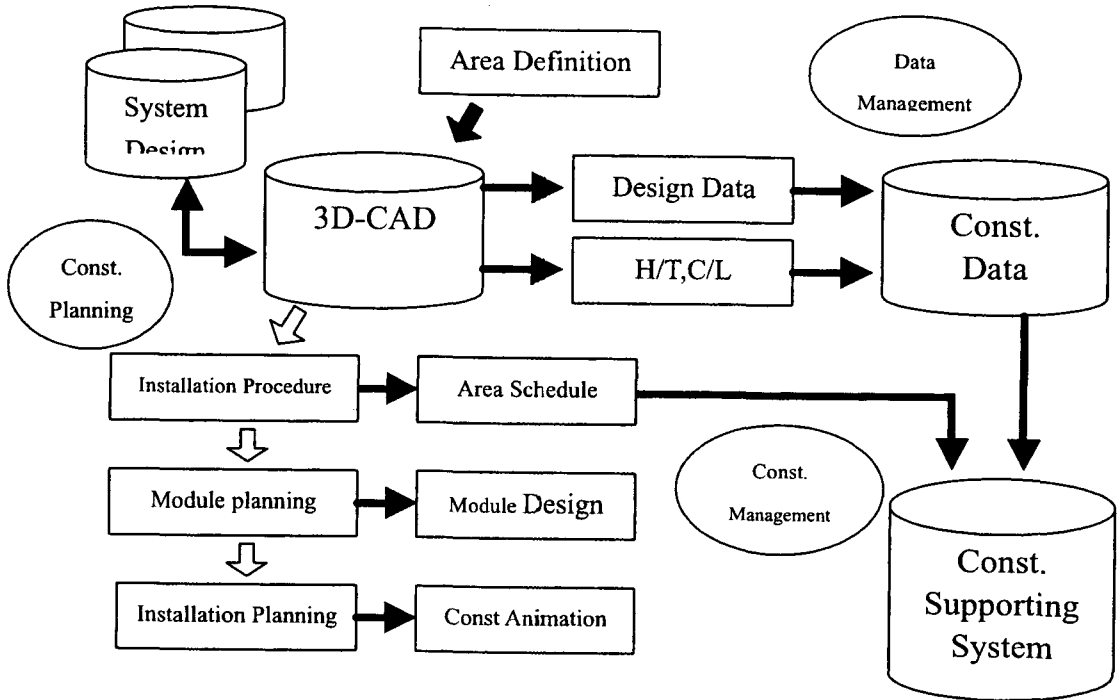 Area Definition
Data
Management
System
Design
3D-CAD
Design Data
Const.
Data
H/T,C/L
Const.
Planning
Installation Procedure
Area Schedule
Const.
Management
Module planning
Module Design
Const.
Supporting
System
Installation Planning
Const Animation